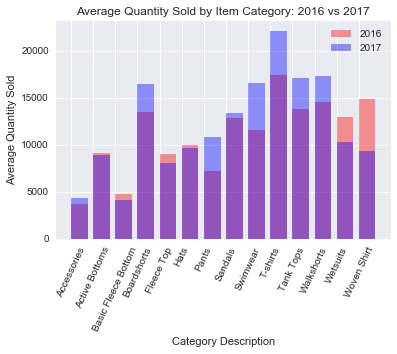 Average Quantity Sold by Item Category: 2016 vs 2017
2016
2017
Average Quantity Sold
20000
15000
10000
5000
0
Accessories
Active Bottoms
Basic Fleece Bottom
Boardshorts
Fleece Top
Hats
Pants
Sandals
Swimwear
T-shirts
Tank Tops
Walkshorts
Wetsuits
Woven Shirt
Category Description